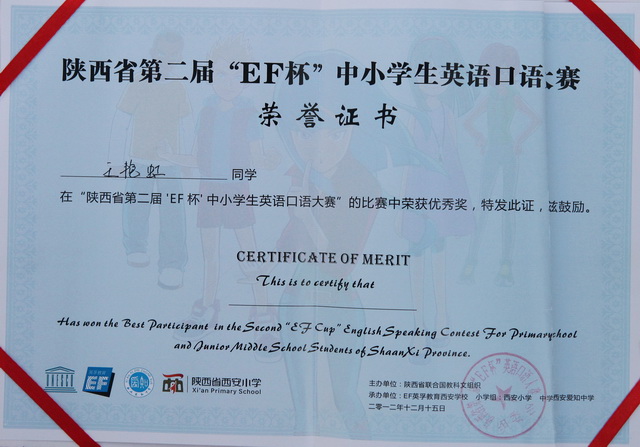 陕西省第二届“EF杯”中小学生英语口语大赛
荣誉证书
王艳虹 同学
在“陕西省第二届'EF杯'中小学生英语口语大赛”的比赛中荣获优秀奖，特发此证，兹鼓励。
CERTIFICATE OF MERIT
This is to certify that
Has won the Best Participant in the Second “EF Cup” English Speaking Contest For Primaryschool
and Junior Middle School Students of ShaanXi Province.
EF
陕西省西安小学
Xi'an Primary School
主办单位：陕西省联合国教科文组织
承办单位：EF英孚教育西安学校 小学组：西安小学 中学西安爱知中学
二〇一二年十二月十五日